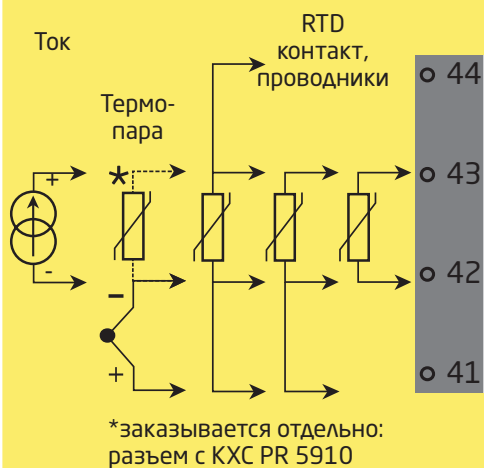 Ток
RTD
контакт,
проводники
Термо-
пара
44
43
42
41
*
+
-
–
+
*заказывается отдельно:
разъем с КХС PR 5910